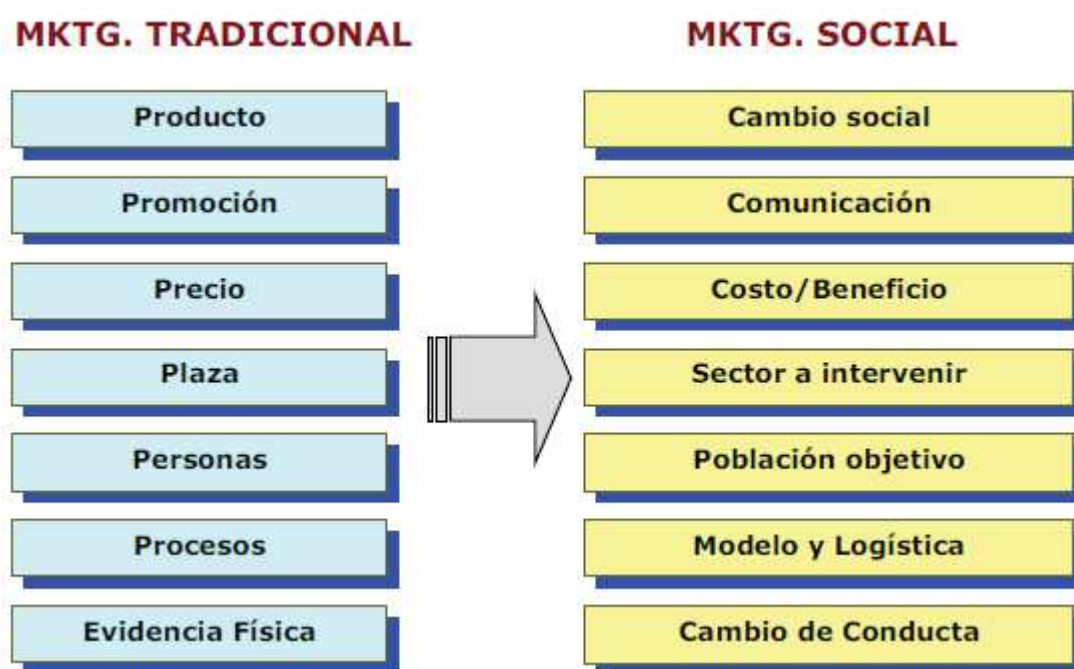 MKTG. TRADICIONAL
MKTG. SOCIAL
Producto
Cambio social
Promoción
Comunicación
Precio
Costo/Beneficio
Plaza
Sector a intervenir
Personas
Población objetivo
Procesos
Modelo y Logística
Evidencia Física
Cambio de Conducta